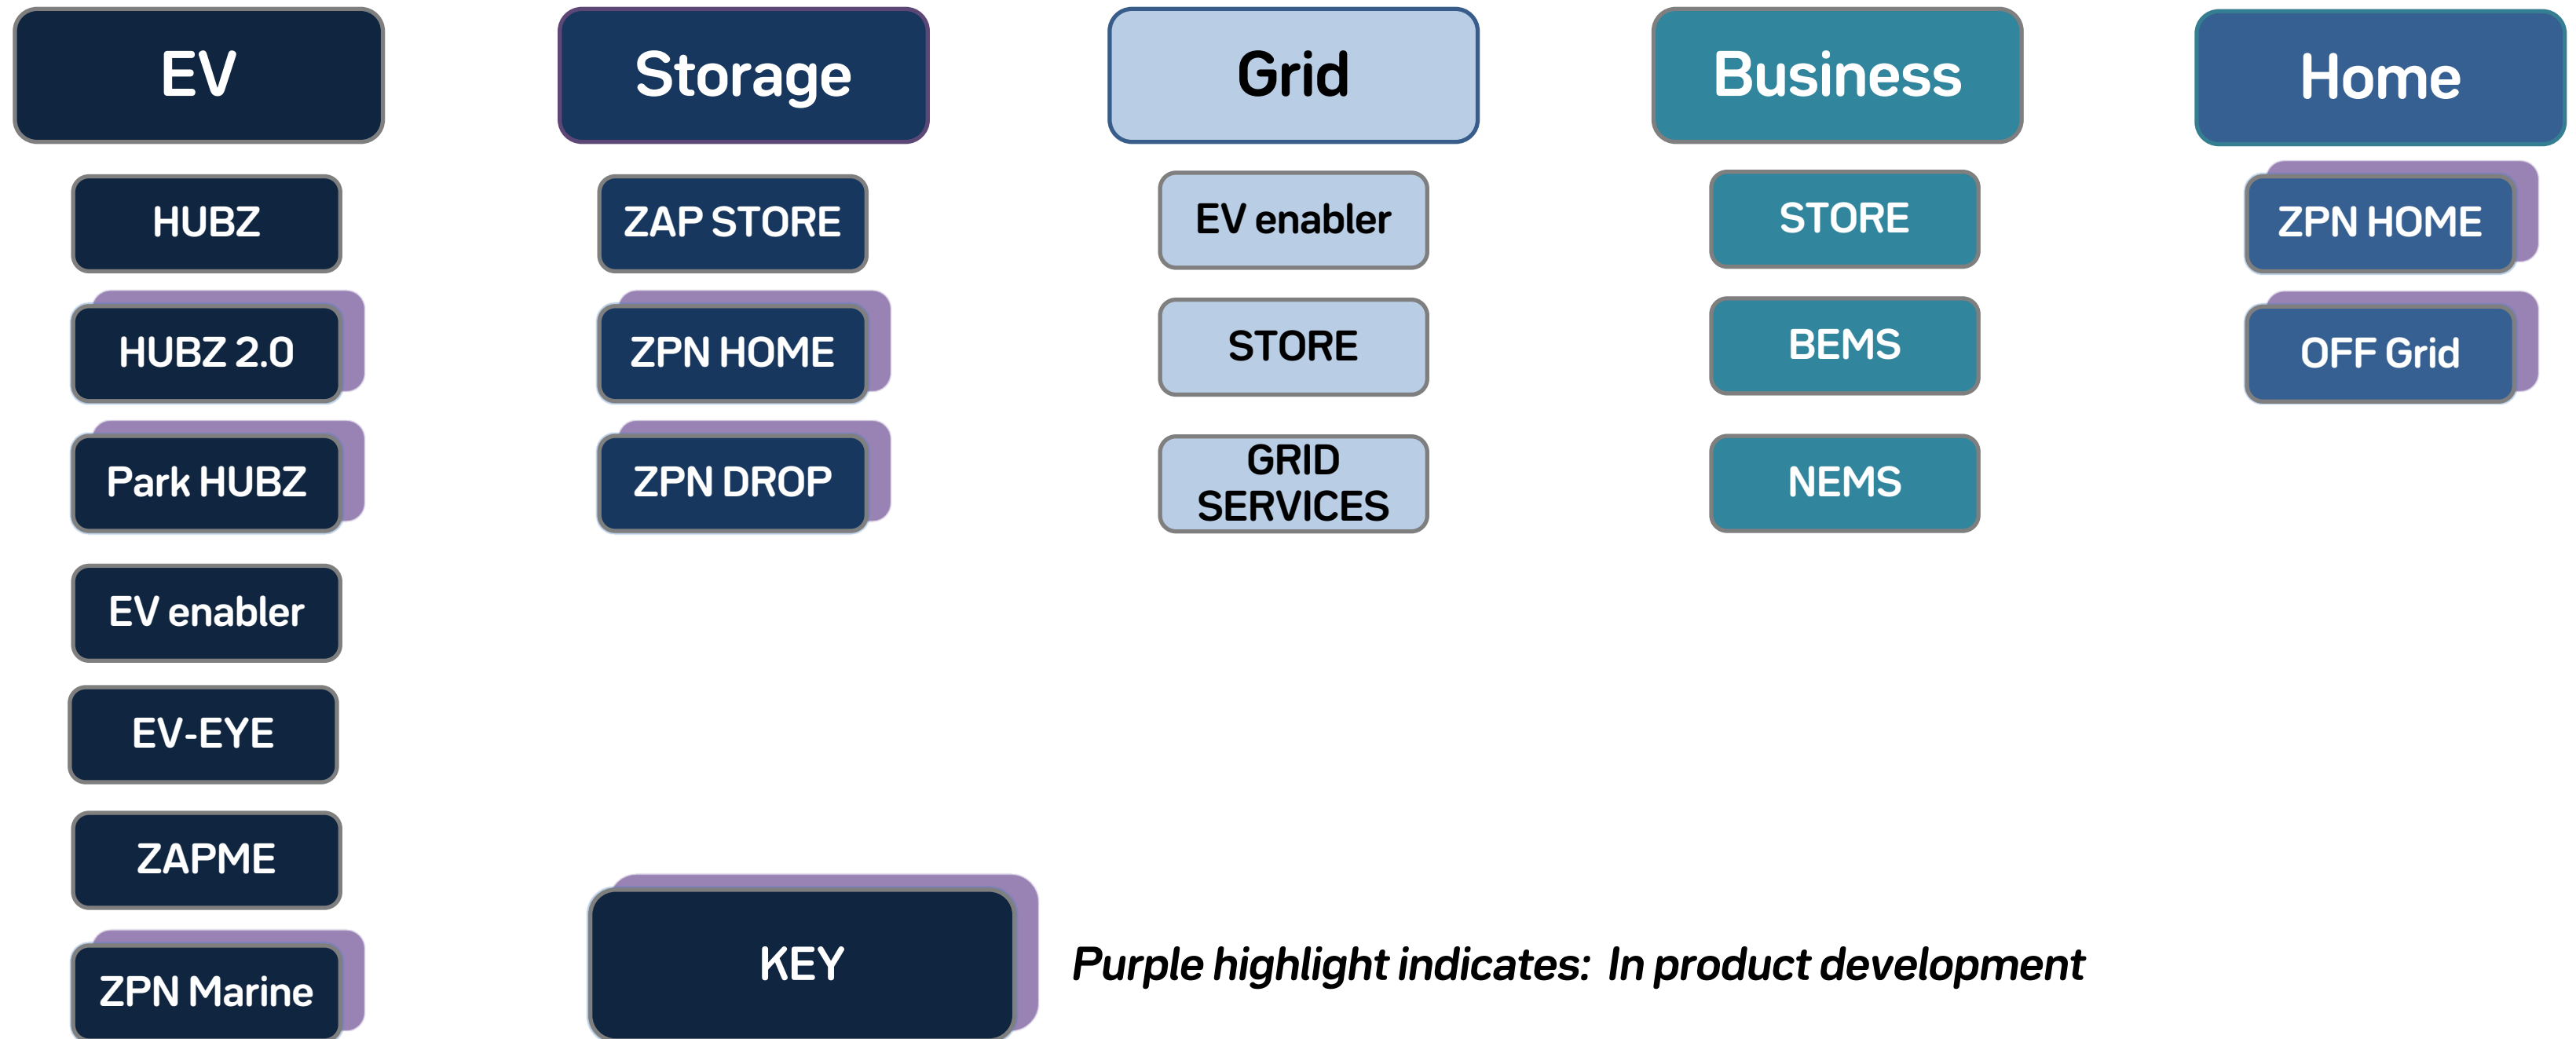 EV
Storage
Grid
Business
Home
HUBZ
HUBZ 2.0
Park HUBZ
EV enabler
EV-EYE
ZAPME
ZPN Marine
ZAP STORE
ZPN HOME
ZPN DROP
EV enabler
STORE
GRID
SERVICES
STORE
BEMS
NEMS
ZPN HOME
OFF Grid
KEY
Purple highlight indicates: In product development